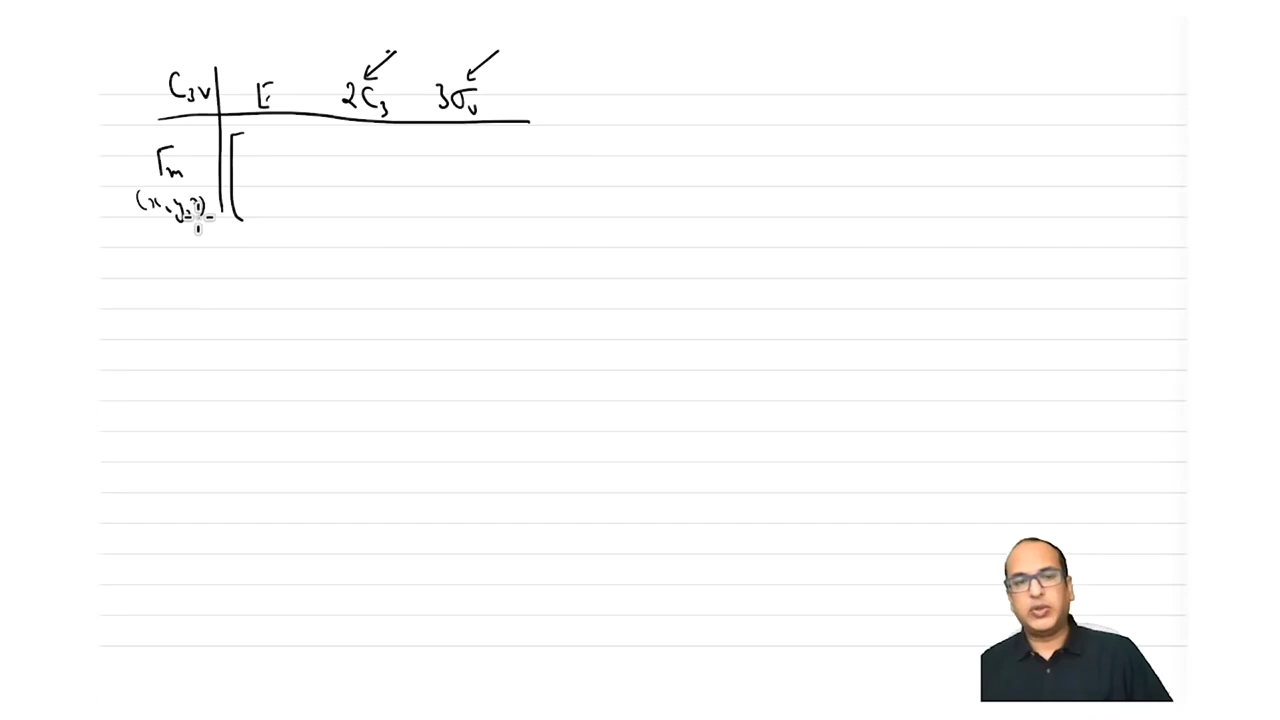 C3v E 2C3 3σv
Γm
(x, y, z)